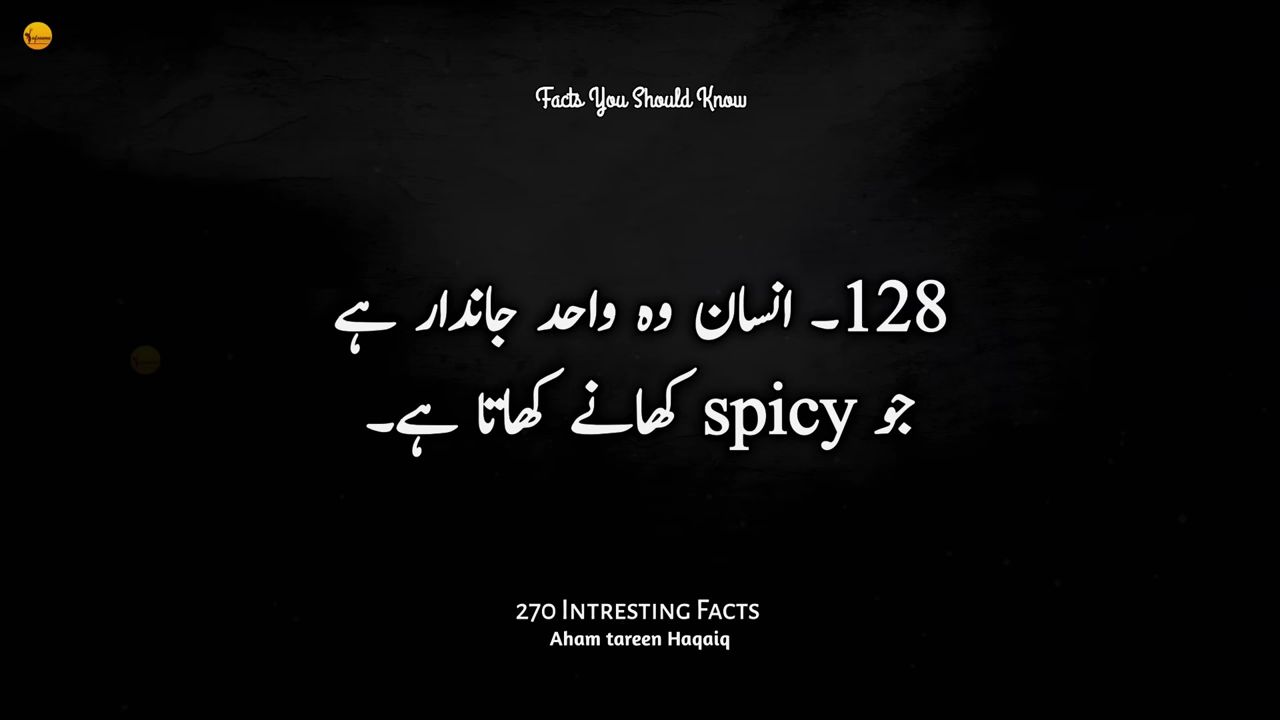 Facts You Should Know
128۔ انسان وہ واحد جاندار ہے
جو spicy کھانے کھاتا ہے۔
270 Intresting Facts
Aham tareen Haqaiq